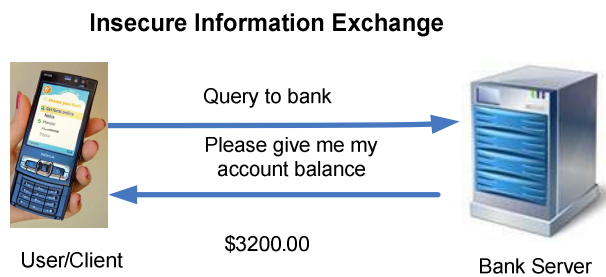 Insecure Information Exchange
Query to bank
Please give me my
account balance
$3200.00
User/Client
Bank Server